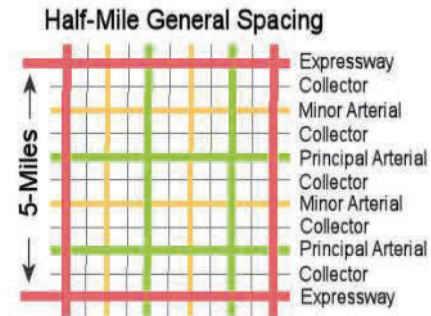 Half-Mile General Spacing
Expressway
Collector
Minor Arterial
Collector
Principal Arterial
Collector
Minor Arterial
Collector
Principal Arterial
Collector
Expressway
5-Miles